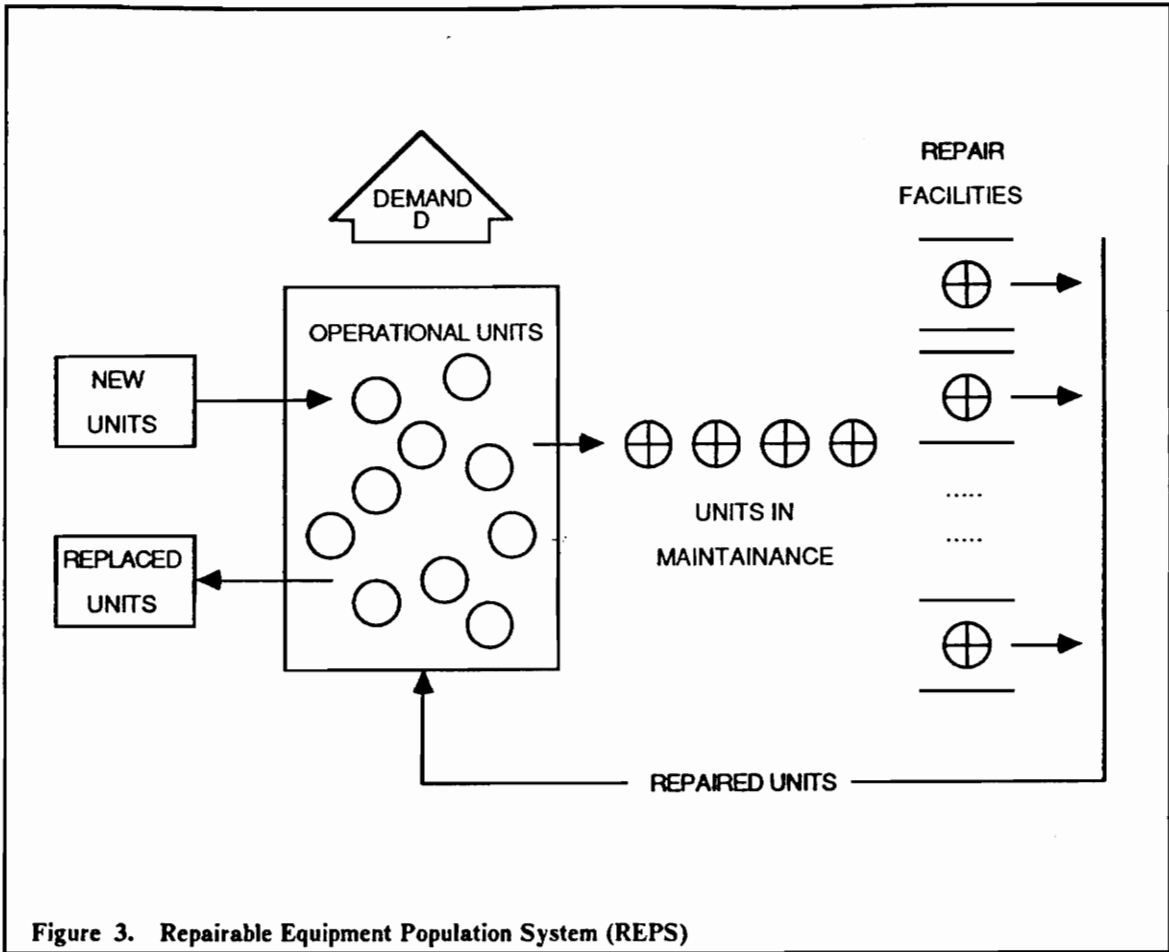 DEMAND
D
REPAIR
FACILITIES
OPERATIONAL UNITS
NEW
UNITS
UNITS IN
MAINTAINANCE
.....
.....
REPLACED
UNITS
REPAIRED UNITS
Figure 3. Repairable Equipment Population System (REPS)